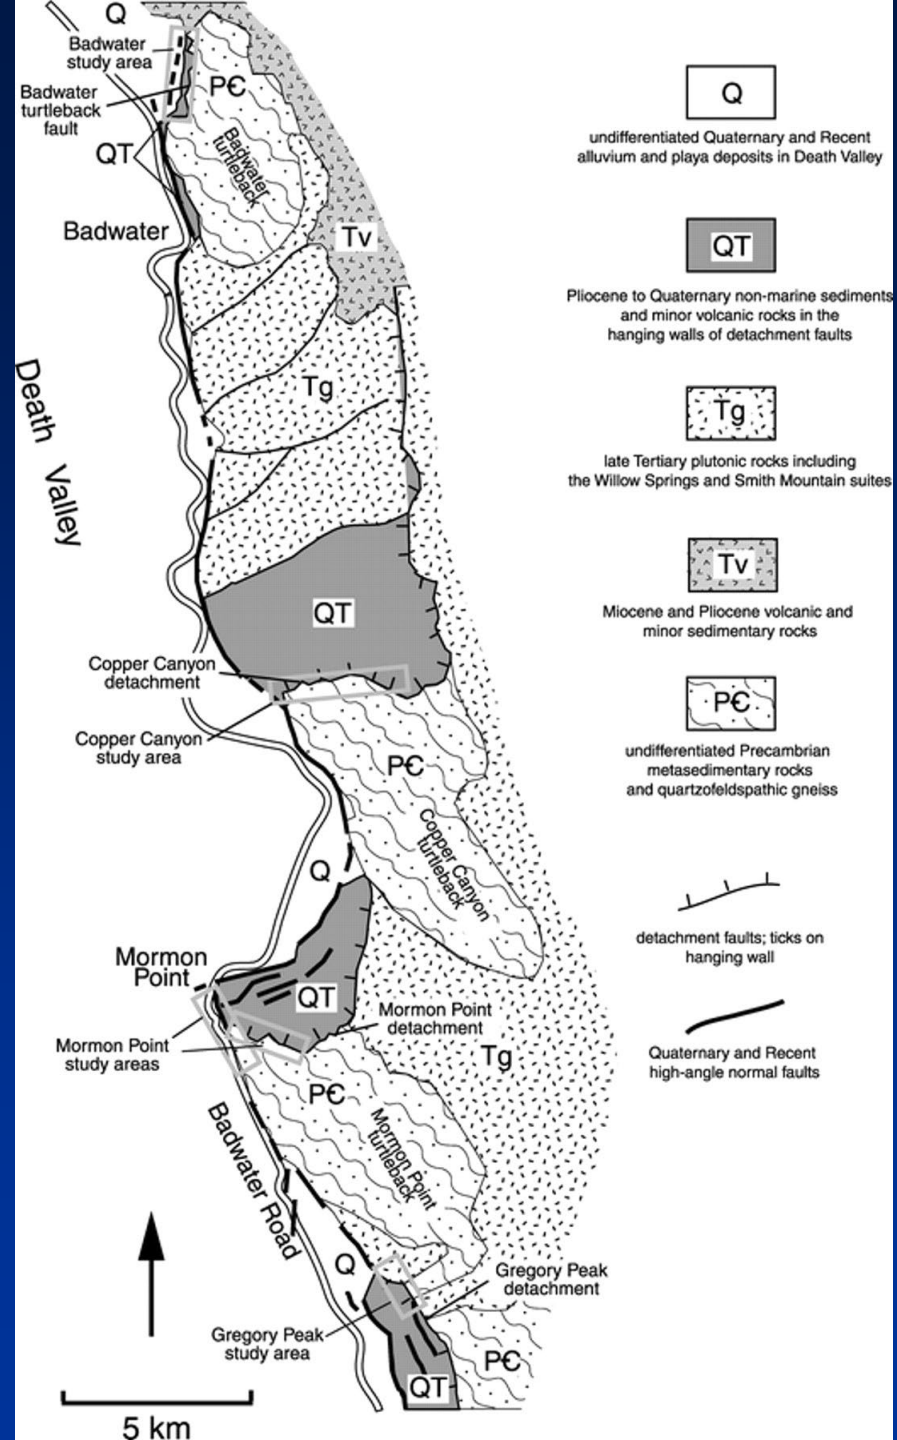 Q
Badwater
study area
Badwater
turtleback
fault
QT
PЄ
Badwater
turtleback
Badwater
Tv
Death Valley
Tg
QT
Copper Canyon
detachment
Copper Canyon
study area
PЄ
Copper Canyon
turtleback
Q
Mormon
Point
QT
Mormon Point
detachment
Mormon Point
study areas
Tg
PЄ
Mormon Point
turtleback
Badwater Road
Q
Gregory Peak
detachment
Gregory Peak
study area
PЄ
QT
5 km
Q
undifferentiated Quaternary and Recent
alluvium and playa deposits in Death Valley
QT
Pliocene to Quaternary non-marine sediments
and minor volcanic rocks in the
hanging walls of detachment faults
Tg
late Tertiary plutonic rocks including
the Willow Springs and Smith Mountain suites
Tv
Miocene and Pliocene volcanic and
minor sedimentary rocks
PЄ
undifferentiated Precambrian
metasedimentary rocks
and quartzofeldspathic gneiss
detachment faults; ticks on
hanging wall
Quaternary and Recent
high-angle normal faults